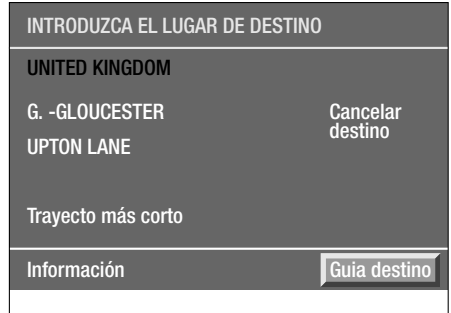 INTRODUZCA EL LUGAR DE DESTINO
UNITED KINGDOM
G. -GLOUCESTER
Cancelar
destino
UPTON LANE
Trayecto más corto
Información
Guia destino